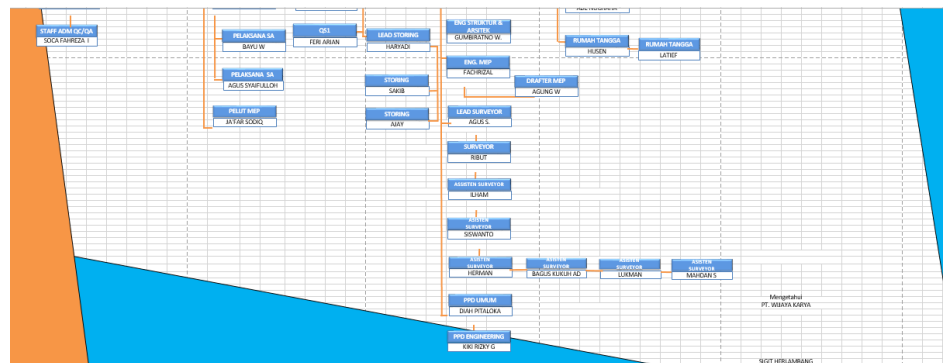 STAFF ADM QC/QA
SOCA FAHREZA I
PELAKSANA SA
BAYU W
QS1
FERI ARIAN
LEAD STORING
HARYADI
ENG STRUKTUR &
ARSITEK
GUMBIRATNO W.
RUMAH TANGGA
HUSEN
RUMAH TANGGA
LATIEF
PELAKSANA SA
AGUS SYAIFULLOH
STORING
SAKIB
ENG. MEP
FACHRIZAL
DRAFTER MEP
AGUNG W
PELUT MEP
JA'FAR SODIQ
STORING
AJAY
LEAD SURVEYOR
AGUS S.
SURVEYOR
RIBUT
ASSISTEN SURVEYOR
ILHAM
ASISTEN
SURVEYOR
SISWANTO
ASISTEN
SURVEYOR
HERMAN
ASISTEN
SURVEYOR
BAGUS KUKUH AD
ASISTEN
SURVEYOR
LUKMAN
ASISTEN
SURVEYOR
MAHDAN S
PPD UMUM
DIAH PITALOKA
PPD ENGINEERING
KIKI RIZKY G
Mengetahui
PT. WIJAYA KARYA
SIGIT HERLAMBANG